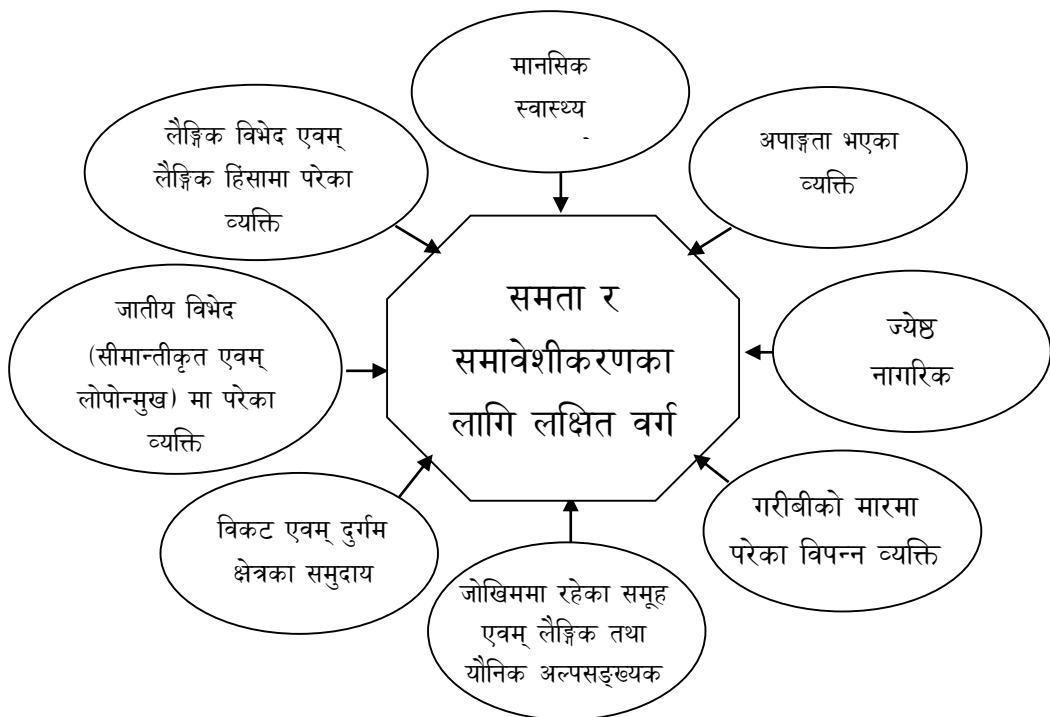 मानसिक
स्वास्थ्य
लैङ्गिक विभेद एवम्
लैङ्गिक हिंसामा परेका
व्यक्ति
अपाङ्गता भएका
व्यक्ति
जातीय विभेद
(सीमान्तीकृत एवम्
लोपोन्मुख) मा परेका
व्यक्ति
समता र
समावेशीकरणका
लागि लक्षित वर्ग
ज्येष्ठ
नागरिक
विकट एवम् दुर्गम
क्षेत्रका समुदाय
गरीबीको मारमा
परेका विपन्न व्यक्ति
जोखिममा रहेका समूह
एवम् लैङ्गिक तथा
यौनिक अल्पसङ्ख्यक